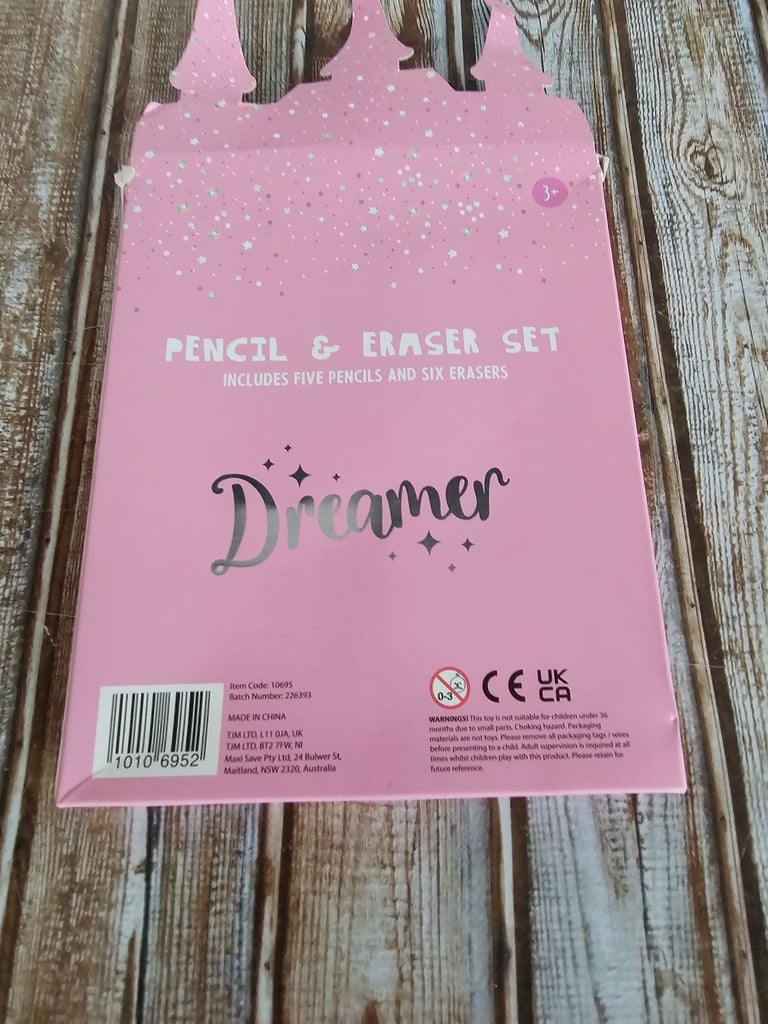 3+
PENCIL & ERASER SET
INCLUDES FIVE PENCILS AND SIX ERASERS
Dreamer
Item Code: 10695
Batch Number: 226393
MADE IN CHINA
TJM LTD, L11 0JA, UK
TJM LTD, BT2 7FW, NI
Maxi Save Pty Ltd, 24 Bulwer St,
Maitland, NSW 2320, Australia
1010 6952
0-3
CE
UK
CA
WARNINGS! This toy is not suitable for children under 36
months due to small parts. Choking hazard. Packaging
materials are not toys. Please remove all packaging tags / wires
before presenting to a child. Adult supervision is required at all
times whilst children play with this product. Please retain for
future reference.